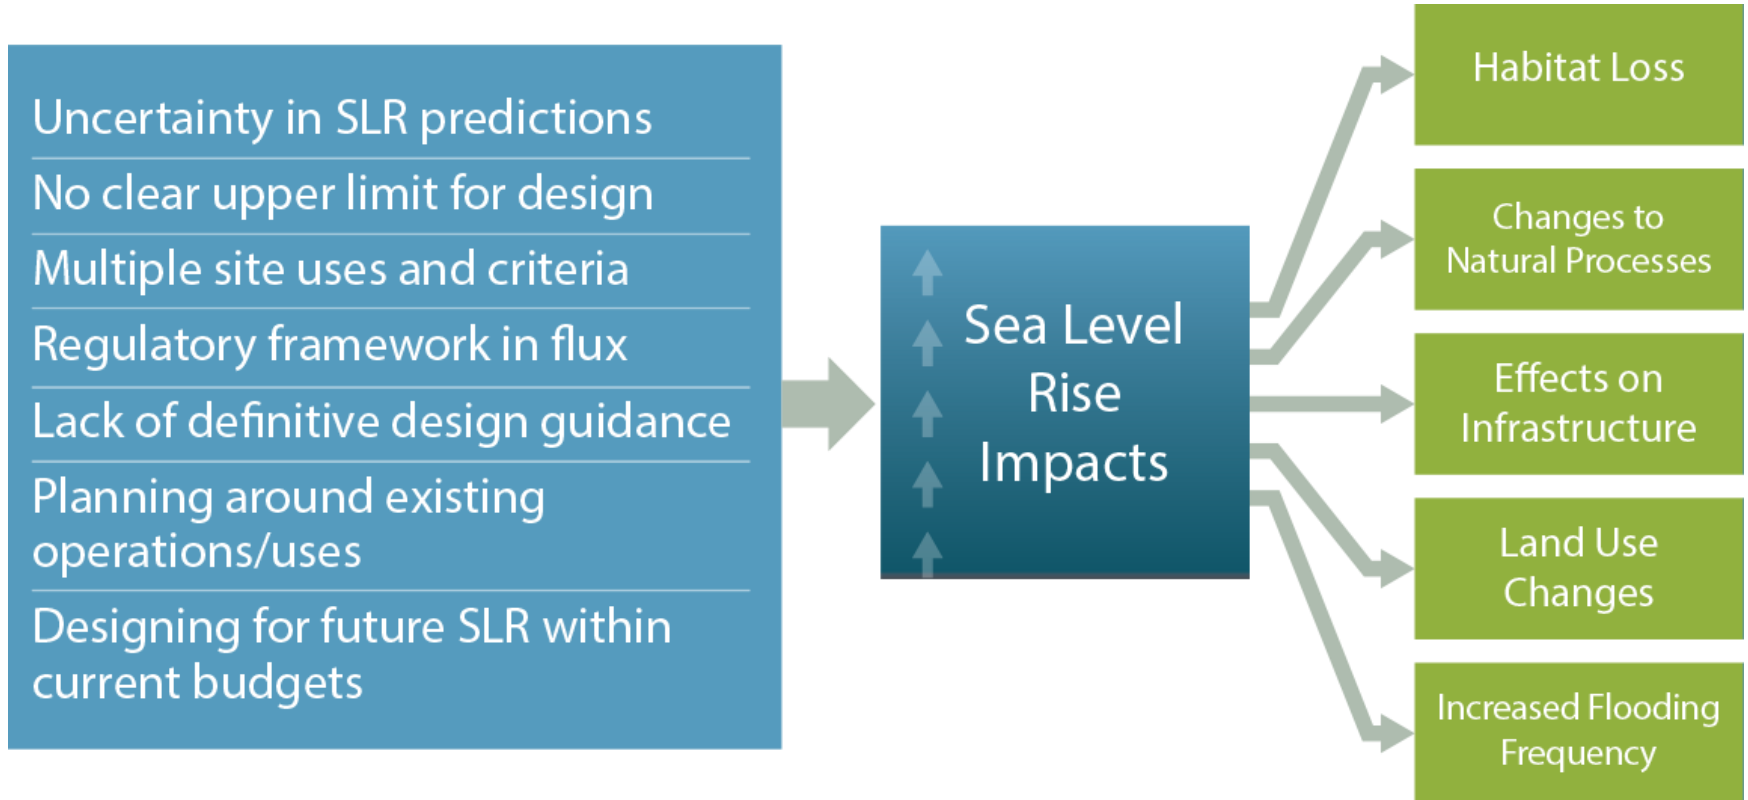 Uncertainty in SLR predictions
No clear upper limit for design
Multiple site uses and criteria
Regulatory framework in flux
Lack of definitive design guidance
Planning around existing
operations/uses
Designing for future SLR within
current budgets
Sea Level
Rise
Impacts
Habitat Loss
Changes to
Natural Processes
Effects on
Infrastructure
Land Use
Changes
Increased Flooding
Frequency